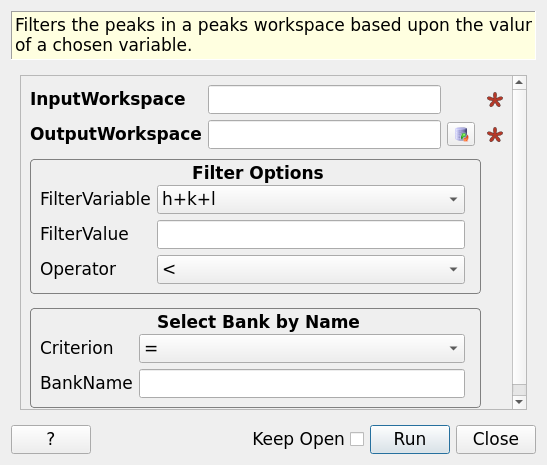 Filters the peaks in a peaks workspace based upon the valur
of a chosen variable.
InputWorkspace
*
OutputWorkspace
*
Filter Options
FilterVariable h+k+l
FilterValue
Operator <
Select Bank by Name
Criterion =
BankName
? Keep Open Run Close